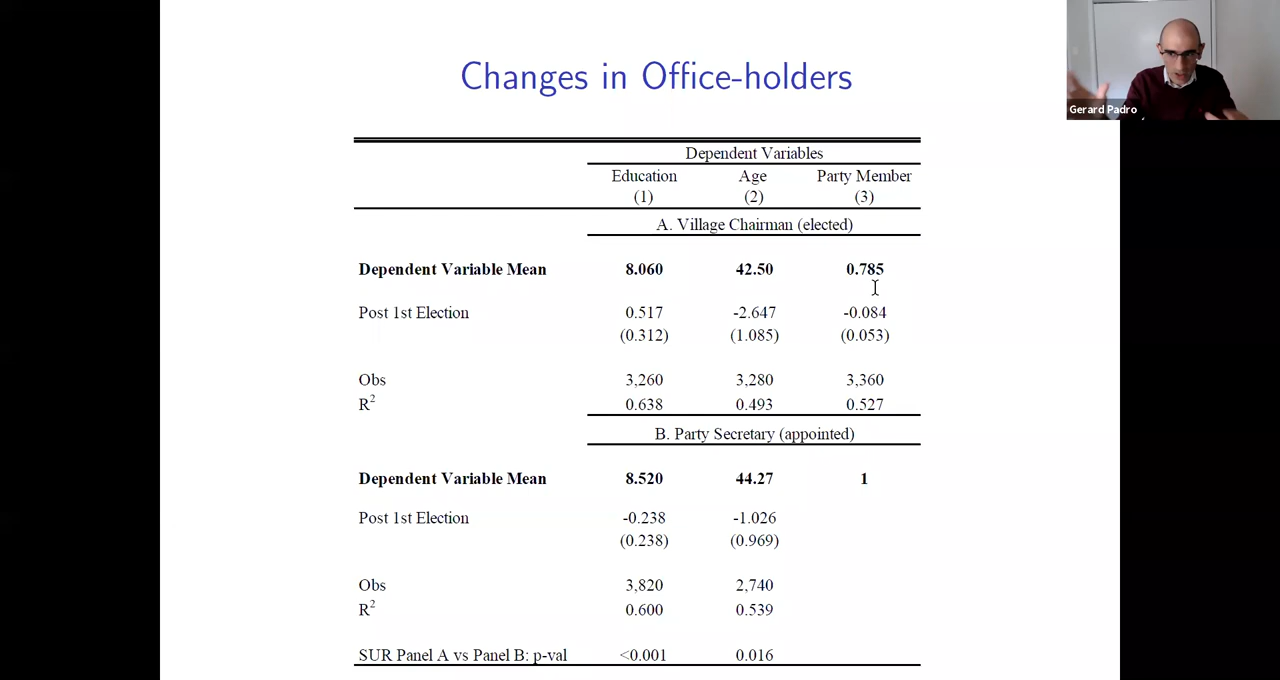 Changes in Office-holders
Gerard Padro
Dependent Variables
Education Age Party Member
(1) (2) (3)
A. Village Chairman (elected)
Dependent Variable Mean 8.060 42.50 0.785
Post 1st Election 0.517 -2.647 -0.084
(0.312) (1.085) (0.053)
Obs 3,260 3,280 3,360
R² 0.638 0.493 0.527
B. Party Secretary (appointed)
Dependent Variable Mean 8.520 44.27 1
Post 1st Election -0.238 -1.026
(0.238) (0.969)
Obs 3,820 2,740
R² 0.600 0.539
SUR Panel A vs Panel B: p-val <0.001 0.016